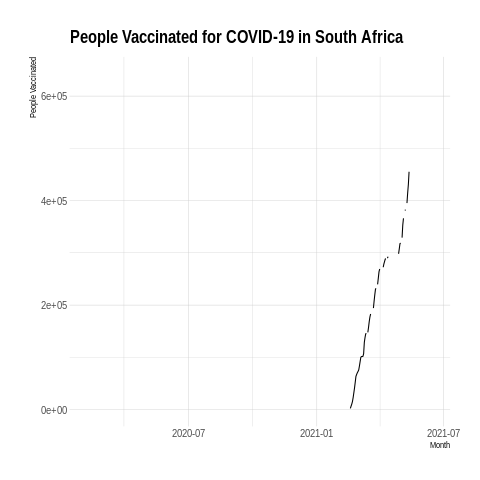 People Vaccinated for COVID-19 in South Africa
People Vaccinated
6e+05
4e+05
2e+05
0e+00
2020-07
2021-01
2021-07
Month